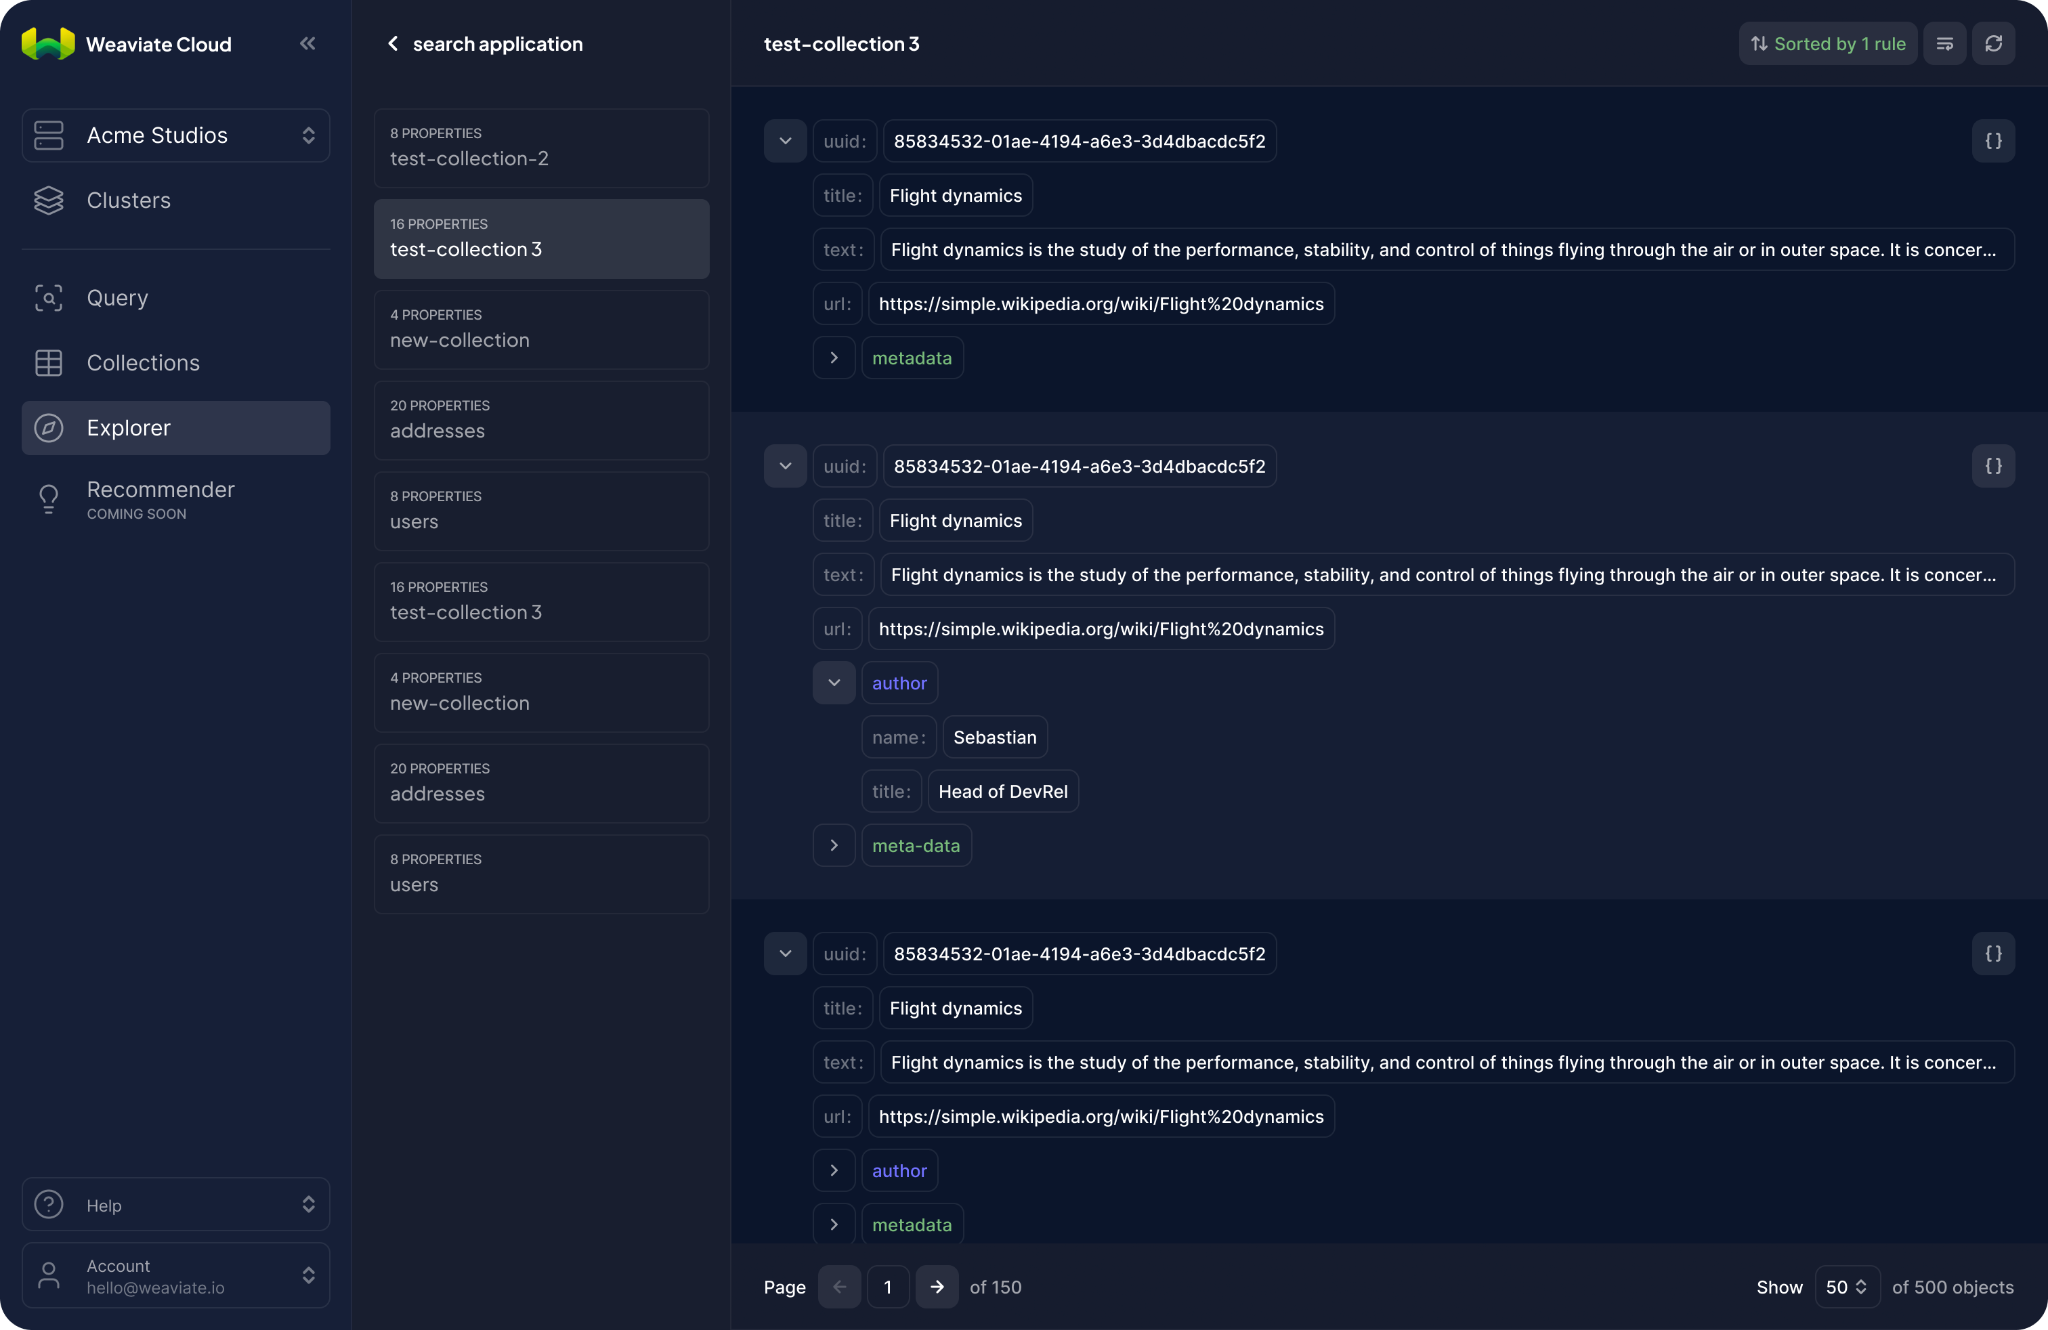 Weaviate Cloud
Acme Studios
Clusters
Query
Collections
Explorer
Recommender
COMING SOON
Help
Account
hello@weaviate.io
search application
8 PROPERTIES
test-collection-2
16 PROPERTIES
test-collection 3
4 PROPERTIES
new-collection
20 PROPERTIES
addresses
8 PROPERTIES
users
16 PROPERTIES
test-collection 3
4 PROPERTIES
new-collection
20 PROPERTIES
addresses
8 PROPERTIES
users
test-collection 3
Sorted by 1 rule
uuid: 85834532-01ae-4194-a6e3-3d4dbacdc5f2 {}
title: Flight dynamics
text: Flight dynamics is the study of the performance, stability, and control of things flying through the air or in outer space. It is concer...
url: https://simple.wikipedia.org/wiki/Flight%20dynamics
metadata
uuid: 85834532-01ae-4194-a6e3-3d4dbacdc5f2 {}
title: Flight dynamics
text: Flight dynamics is the study of the performance, stability, and control of things flying through the air or in outer space. It is concer...
url: https://simple.wikipedia.org/wiki/Flight%20dynamics
author
name: Sebastian
title: Head of DevRel
meta-data
uuid: 85834532-01ae-4194-a6e3-3d4dbacdc5f2 {}
title: Flight dynamics
text: Flight dynamics is the study of the performance, stability, and control of things flying through the air or in outer space. It is concer...
url: https://simple.wikipedia.org/wiki/Flight%20dynamics
author
metadata
Page 1 of 150
Show 50 of 500 objects